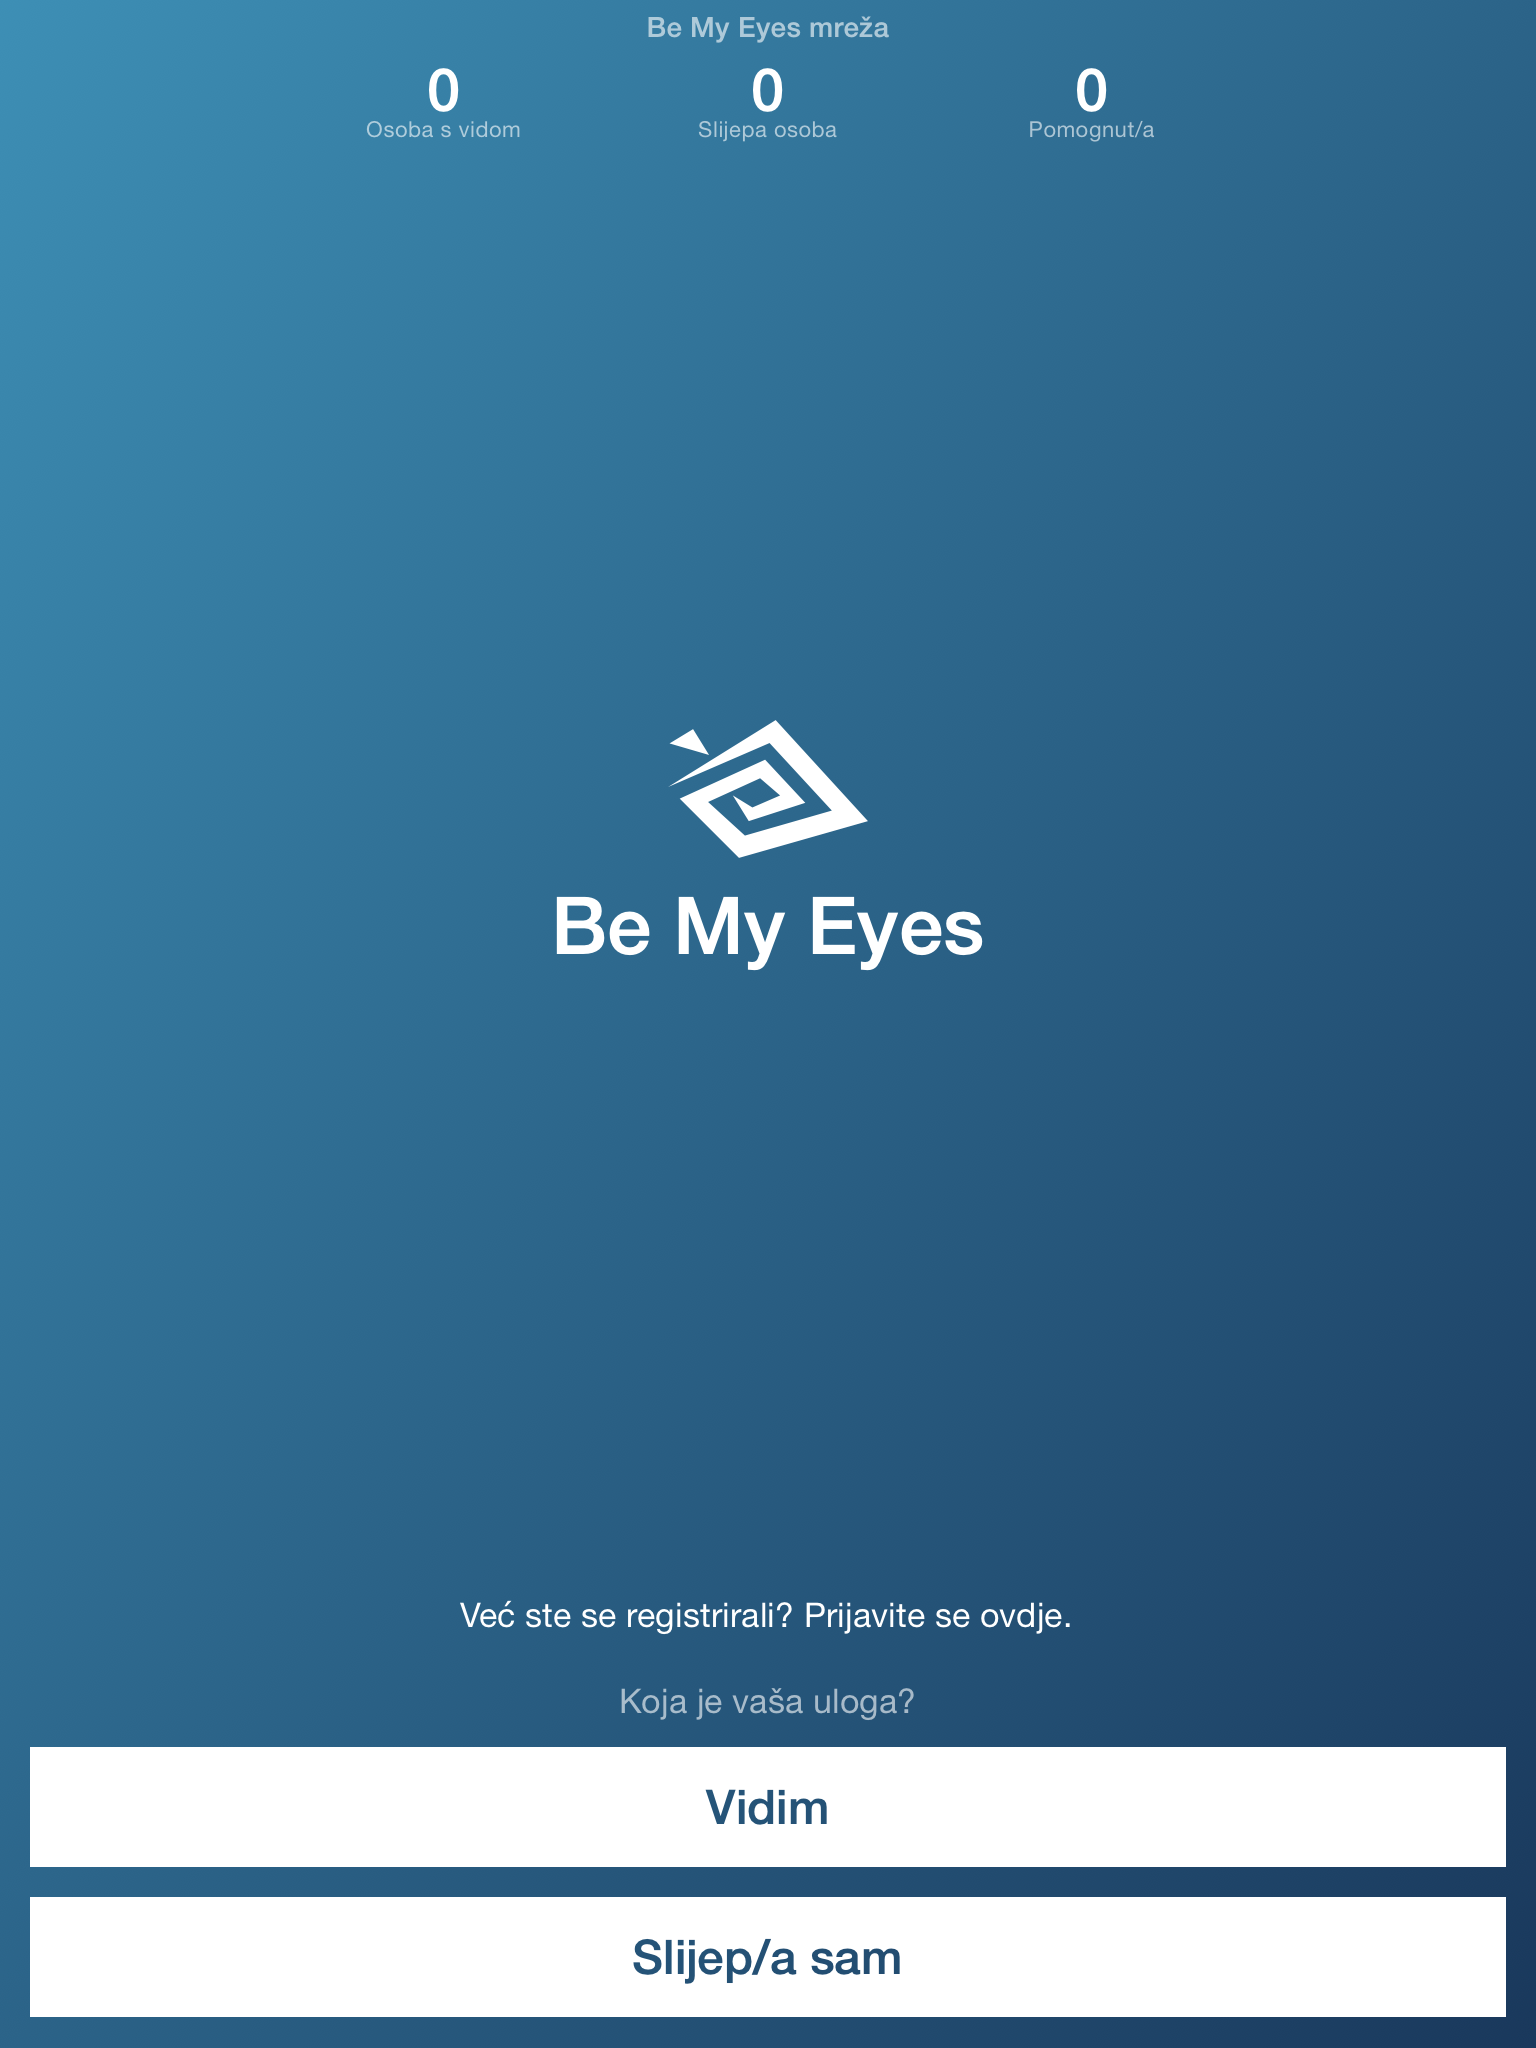 Be My Eyes mreža
0 0 0
Osoba s vidom Slijepa osoba Pomognut/a
Be My Eyes
Već ste se registrirali? Prijavite se ovdje.
Koja je vaša uloga?
Vidim
Slijep/a sam